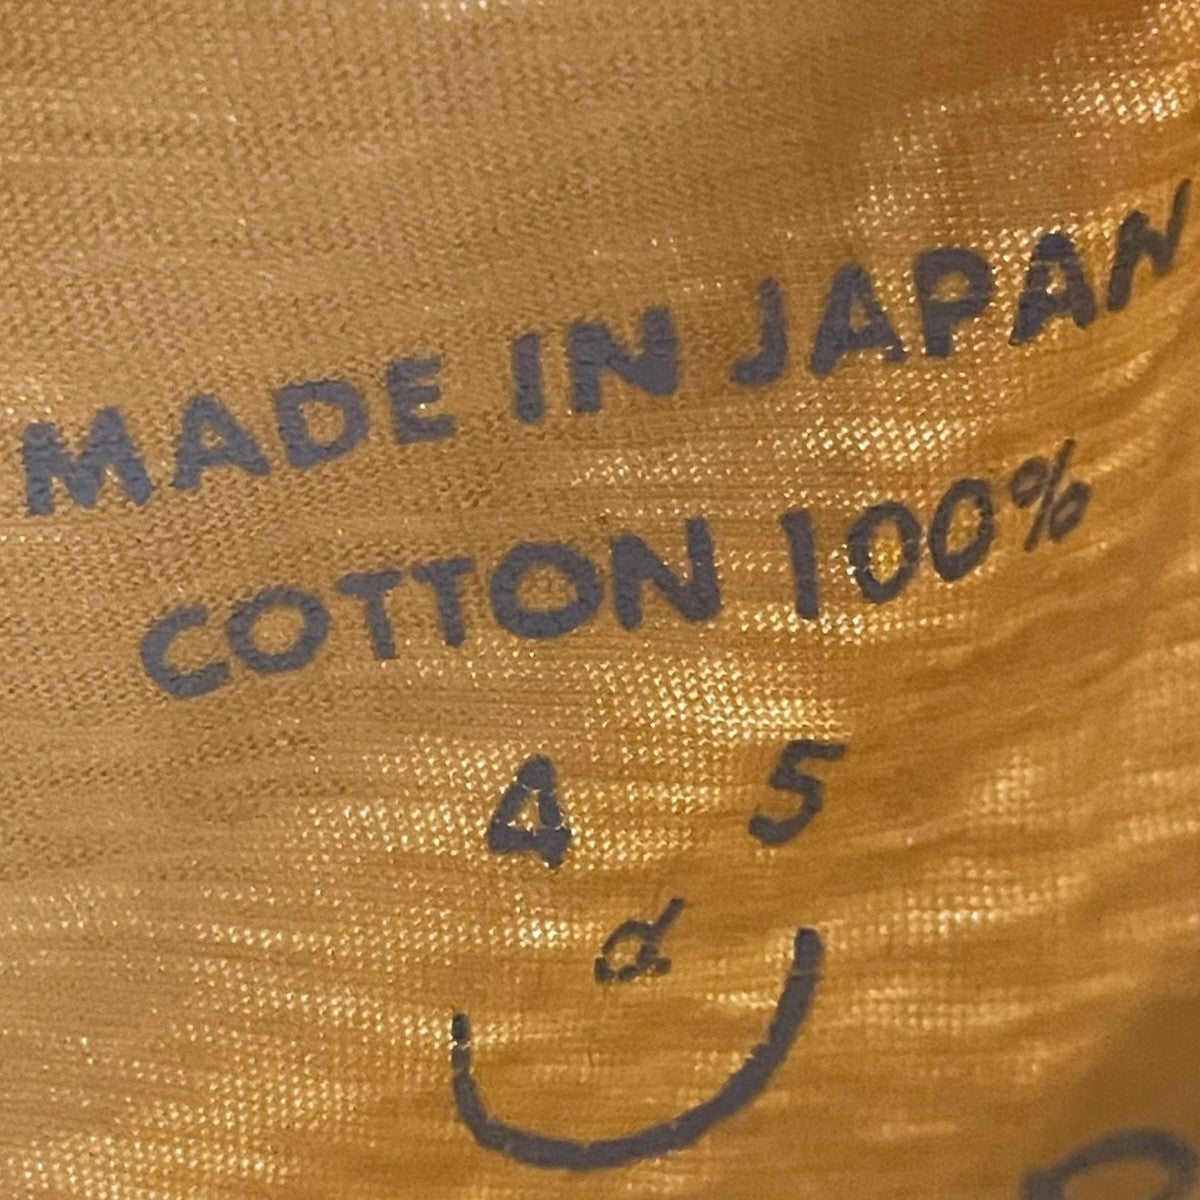 MADE IN JAPAN
COTTON 100%
4 5
d